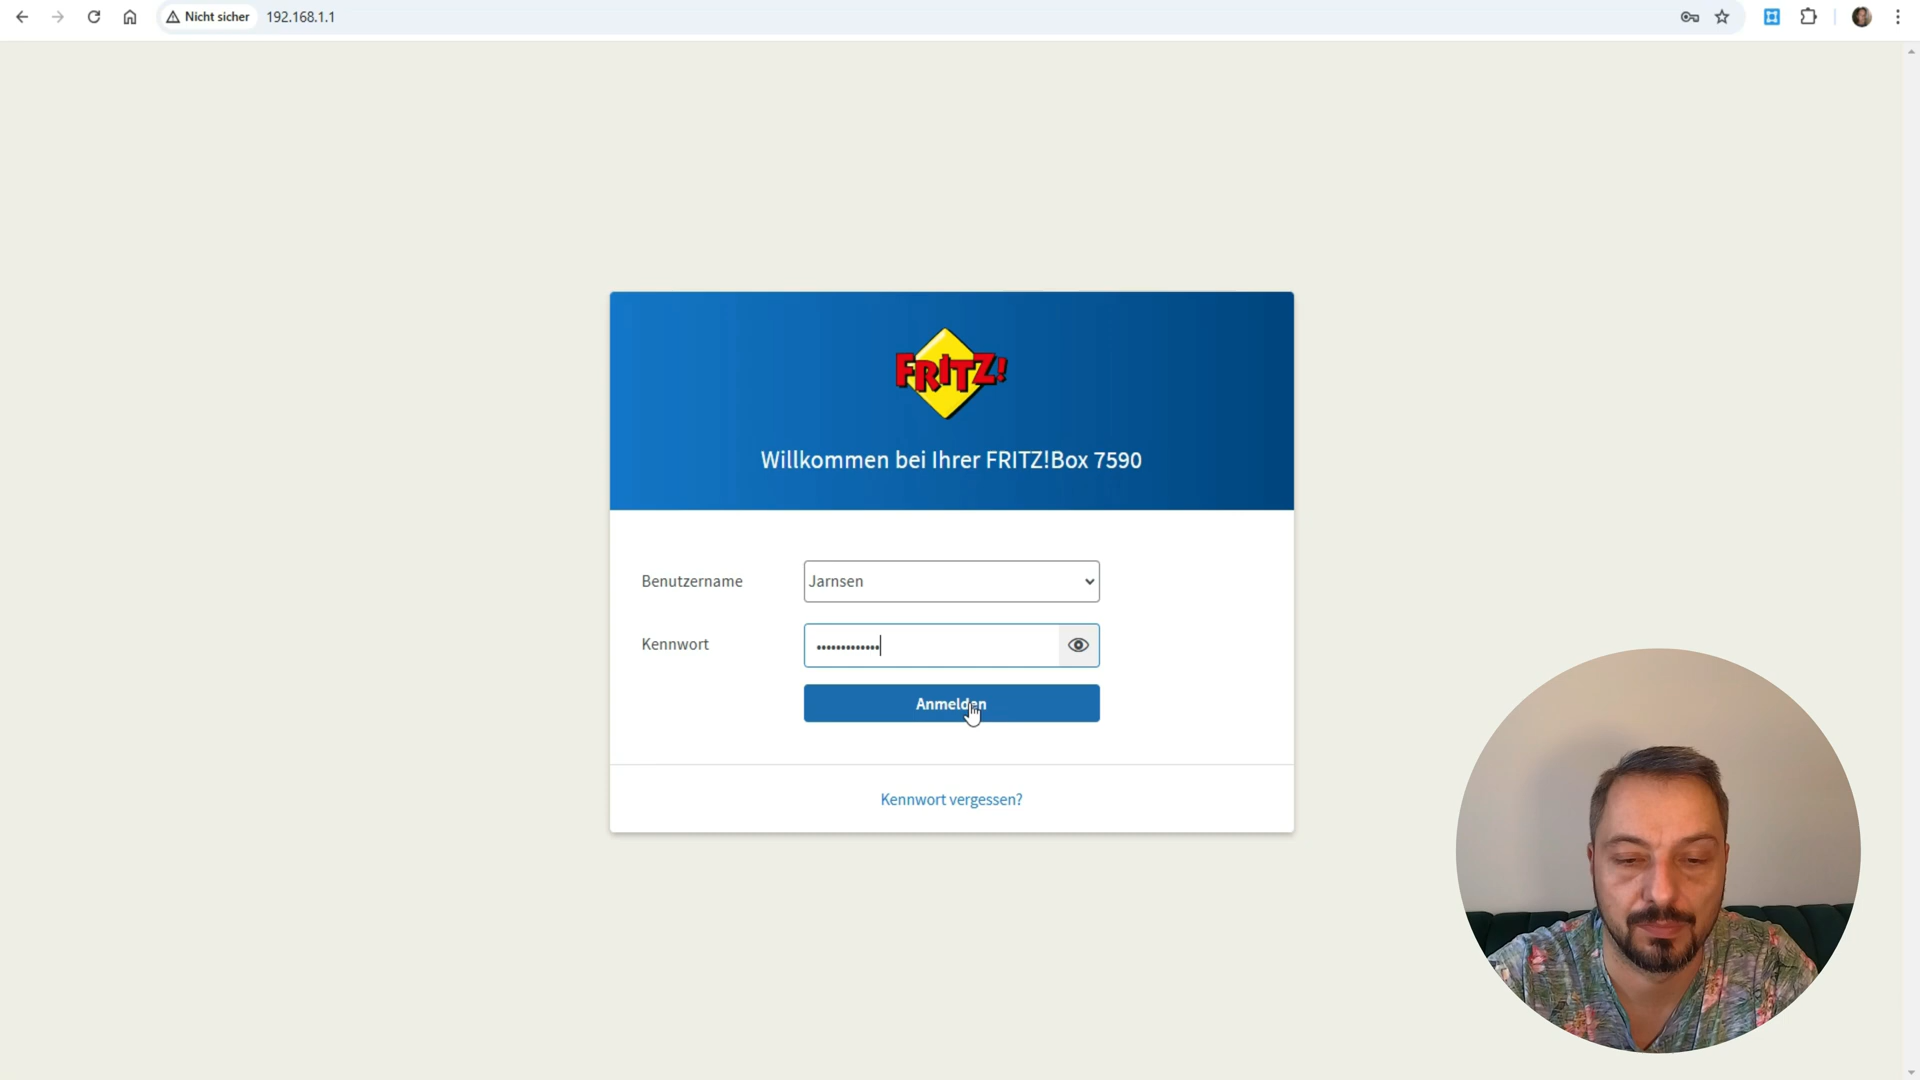 Nicht sicher 192.168.1.1
FRITZ!
Willkommen bei Ihrer FRITZ!Box 7590
Benutzername
Jarnsen
Kennwort
•••••••••••••
Anmelden
Kennwort vergessen?